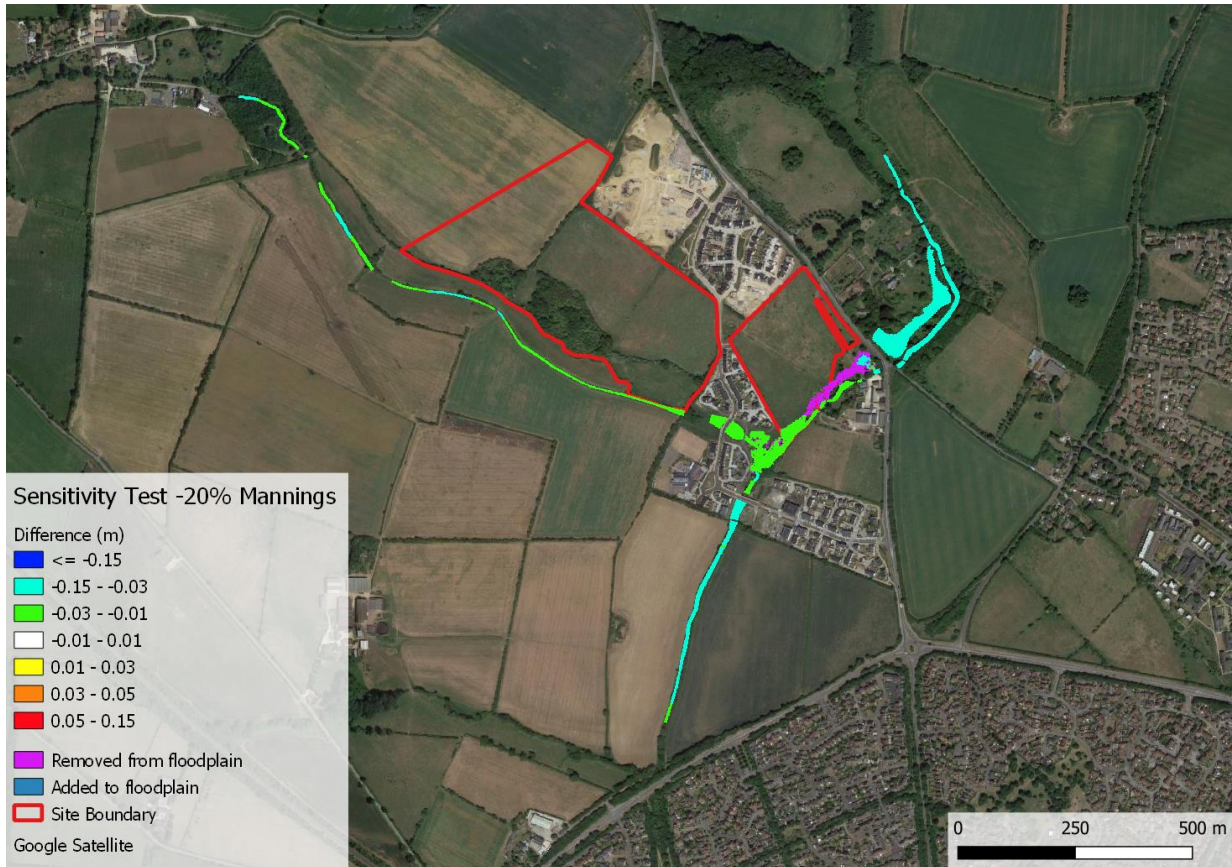 Sensitivity Test -20% Mannings
Difference (m)
<= -0.15
-0.15 - -0.03
-0.03 - -0.01
-0.01 - 0.01
0.01 - 0.03
0.03 - 0.05
0.05 - 0.15
Removed from floodplain
Added to floodplain
Site Boundary
Google Satellite
0 250 500 m